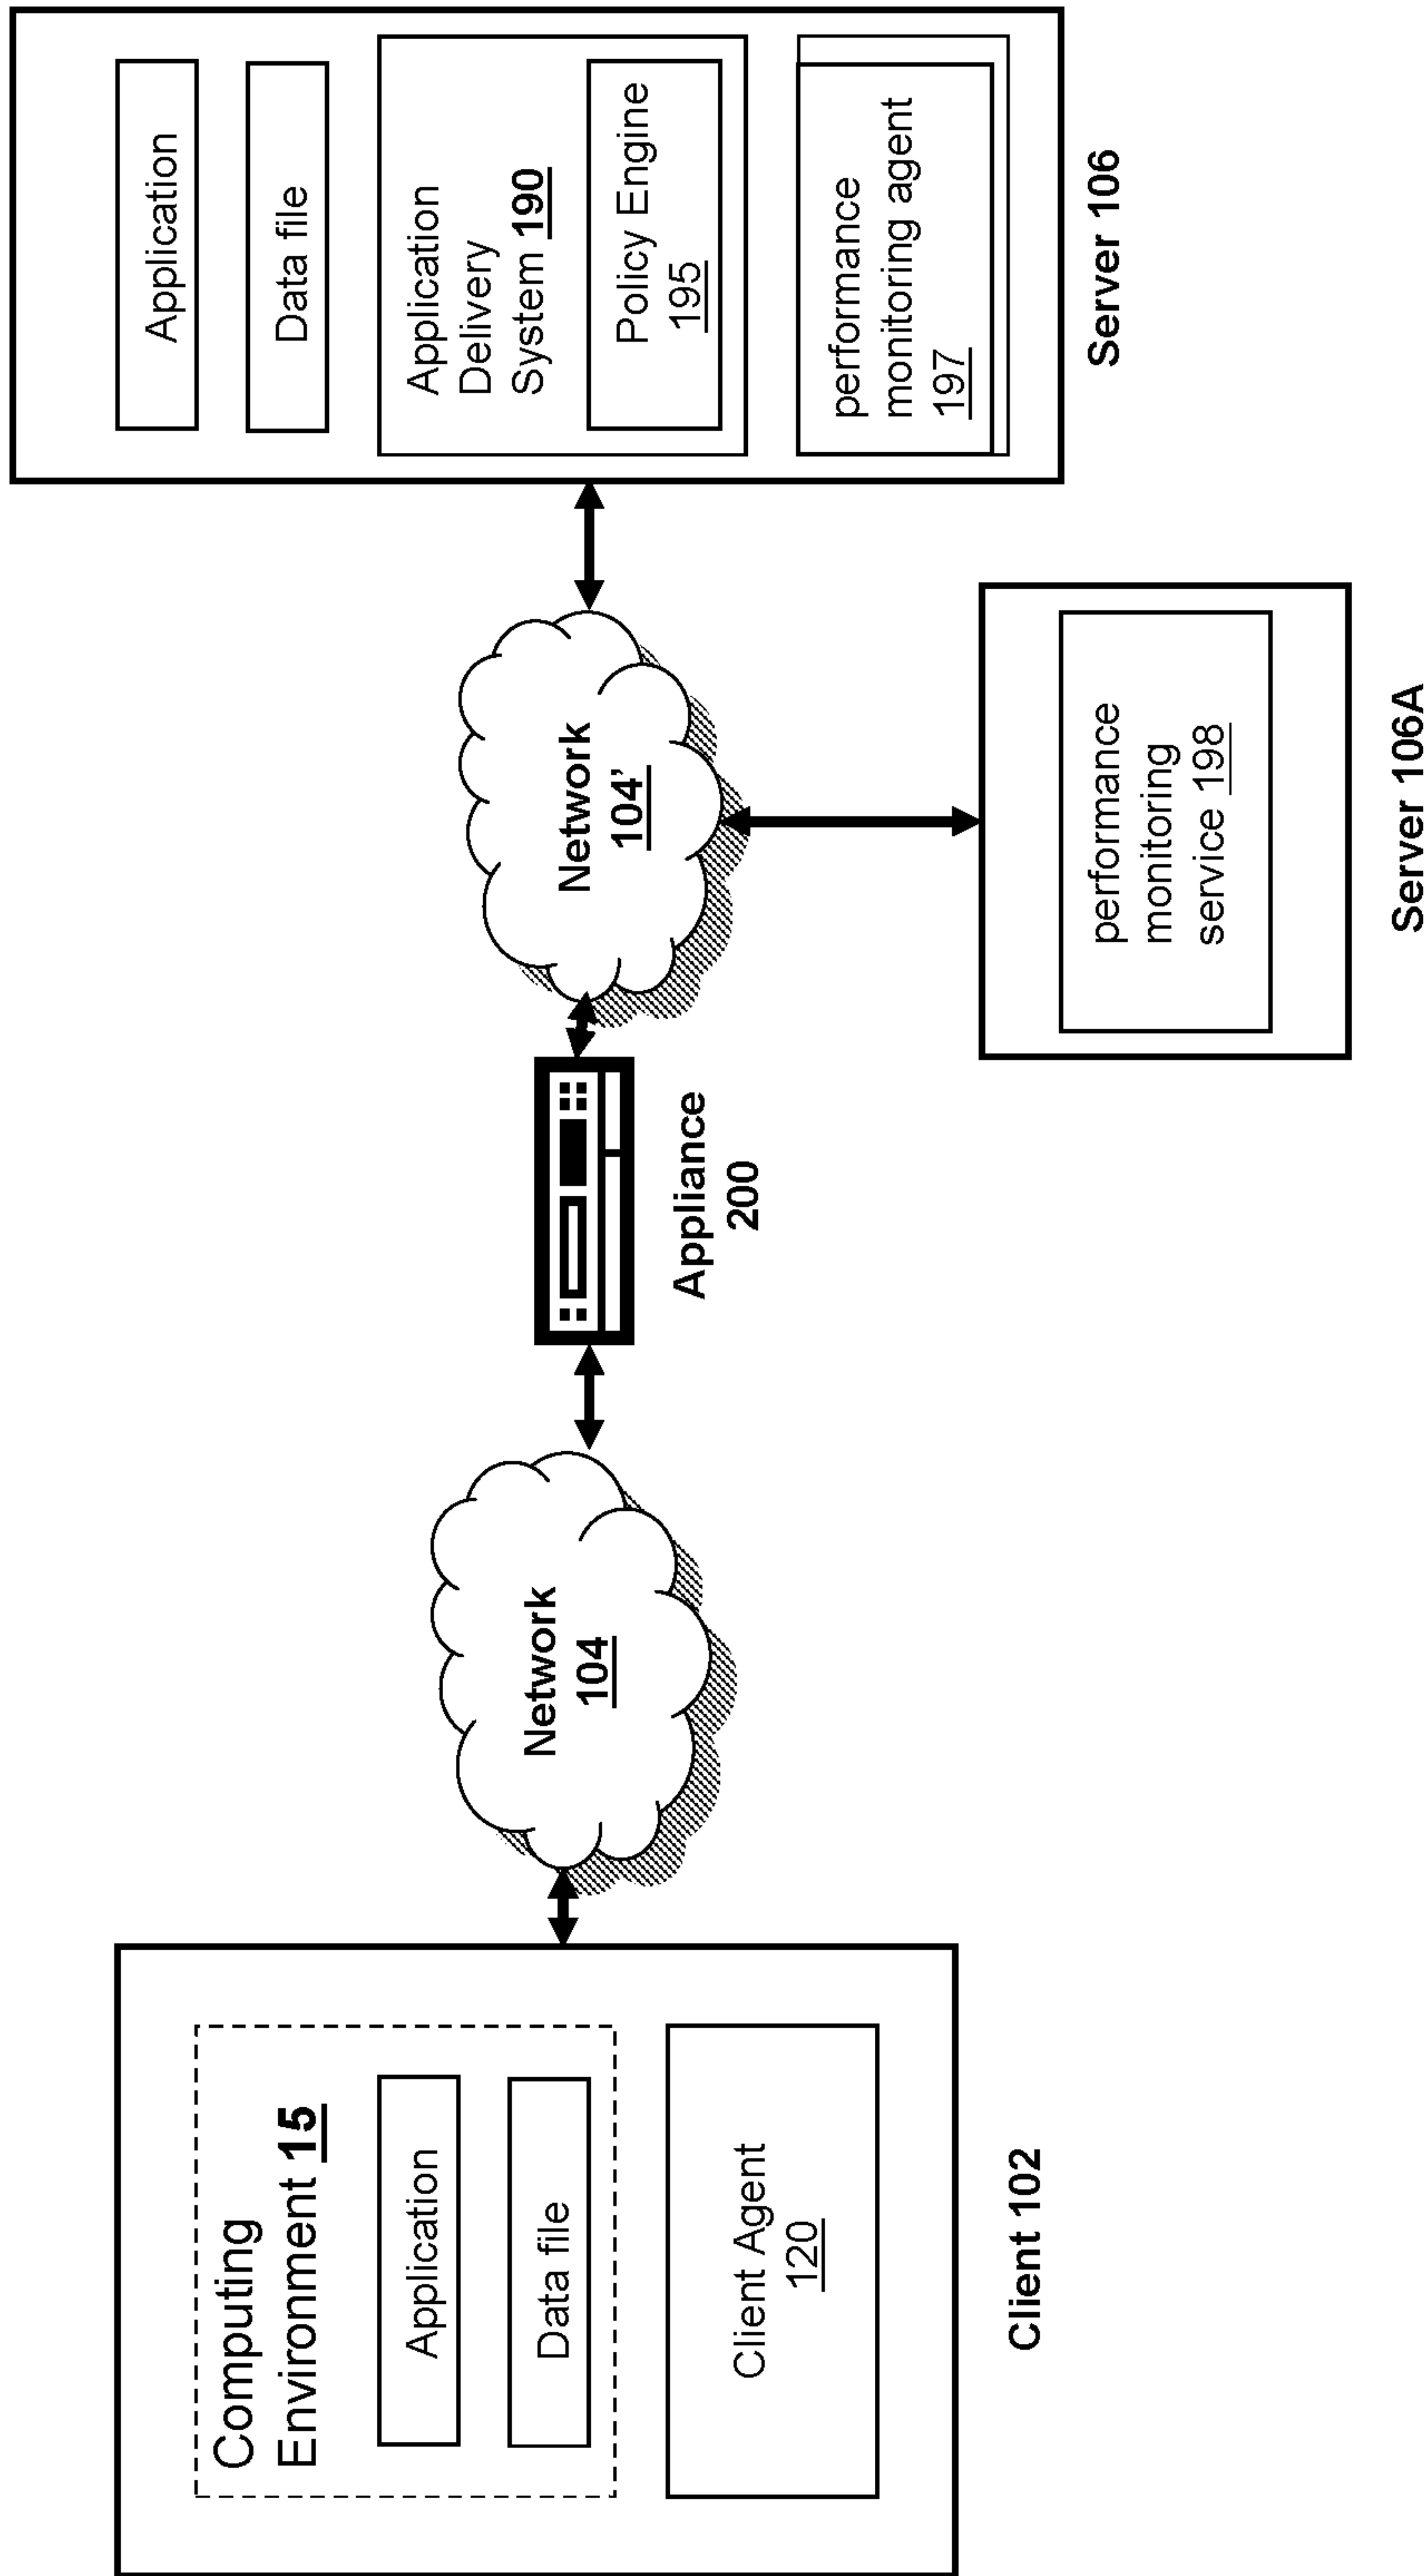 Computing
Environment 15
Application
Data file
Client Agent
120
Client 102
Network
104
Appliance
200
Network
104'
performance
monitoring
service 198
Server 106A
Application
Data file
Application
Delivery
System 190
Policy Engine
195
performance
monitoring agent
197
Server 106